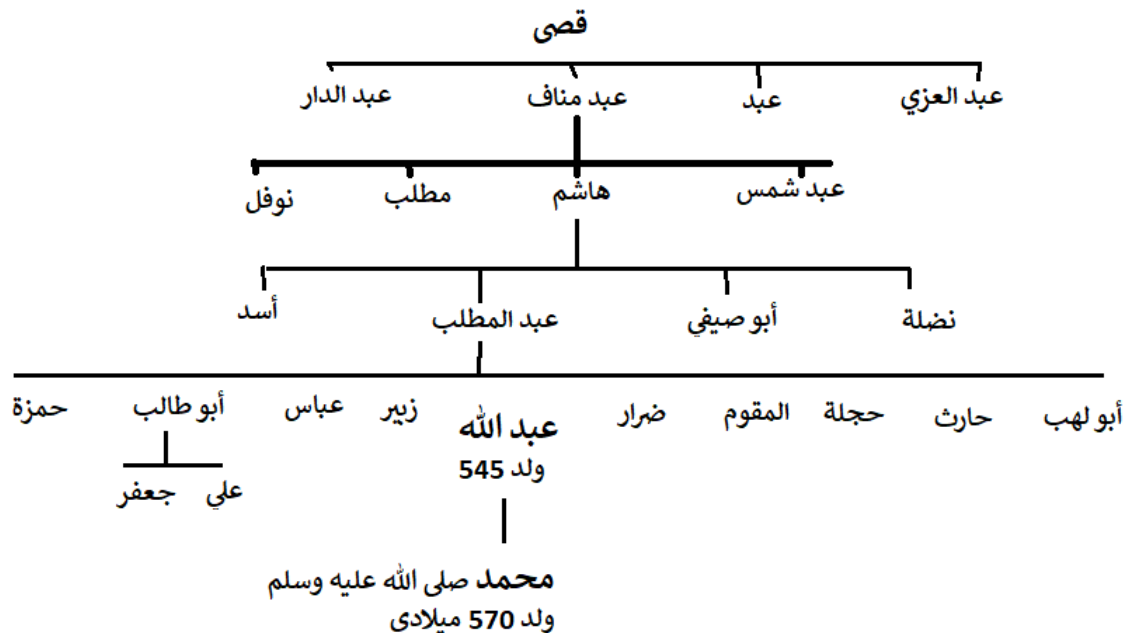 قصى
عبد العزي عبد عبد مناف عبد الدار
عبد شمس هاشم مطلب نوفل
نضلة أبو صيفي عبد المطلب أسد
أبو لهب حارث حجلة المقوم ضرار عبد الله زبير عباس أبو طالب حمزة
ولد 545
علي جعفر
محمد صلى الله عليه وسلم
ولد 570 ميلادى